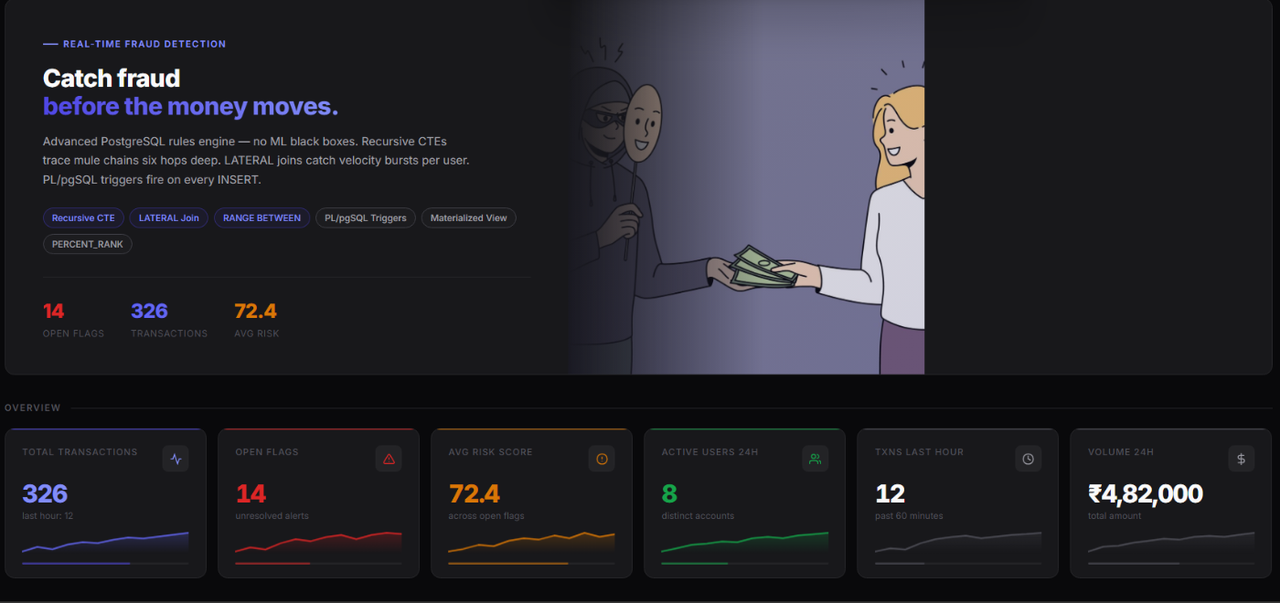 REAL-TIME FRAUD DETECTION
Catch fraud
before the money moves.
Advanced PostgreSQL rules engine — no ML black boxes. Recursive CTEs
trace mule chains six hops deep. LATERAL joins catch velocity bursts per user.
PL/pgSQL triggers fire on every INSERT.
Recursive CTE LATERAL Join RANGE BETWEEN PL/pgSQL Triggers Materialized View
PERCENT_RANK
14 326 72.4
OPEN FLAGS TRANSACTIONS AVG RISK
OVERVIEW
TOTAL TRANSACTIONS
326
last hour: 12
OPEN FLAGS
14
unresolved alerts
AVG RISK SCORE
72.4
across open flags
ACTIVE USERS 24H
8
distinct accounts
TXNS LAST HOUR
12
past 60 minutes
VOLUME 24H
₹4,82,000
total amount